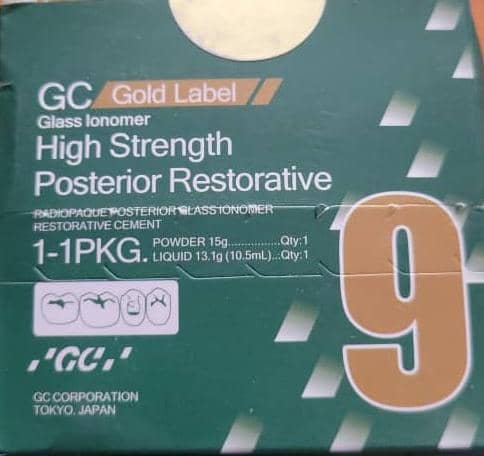 GC Gold Label
Glass Ionomer
High Strength
Posterior Restorative
RADIOPAQUE POSTERIOR GLASS IONOMER
RESTORATIVE CEMENT
1-1PKG. POWDER 15g...............Qty:1
LIQUID 13.1g (10.5mL)...Qty:1
9
'GC,'
GC CORPORATION
TOKYO, JAPAN